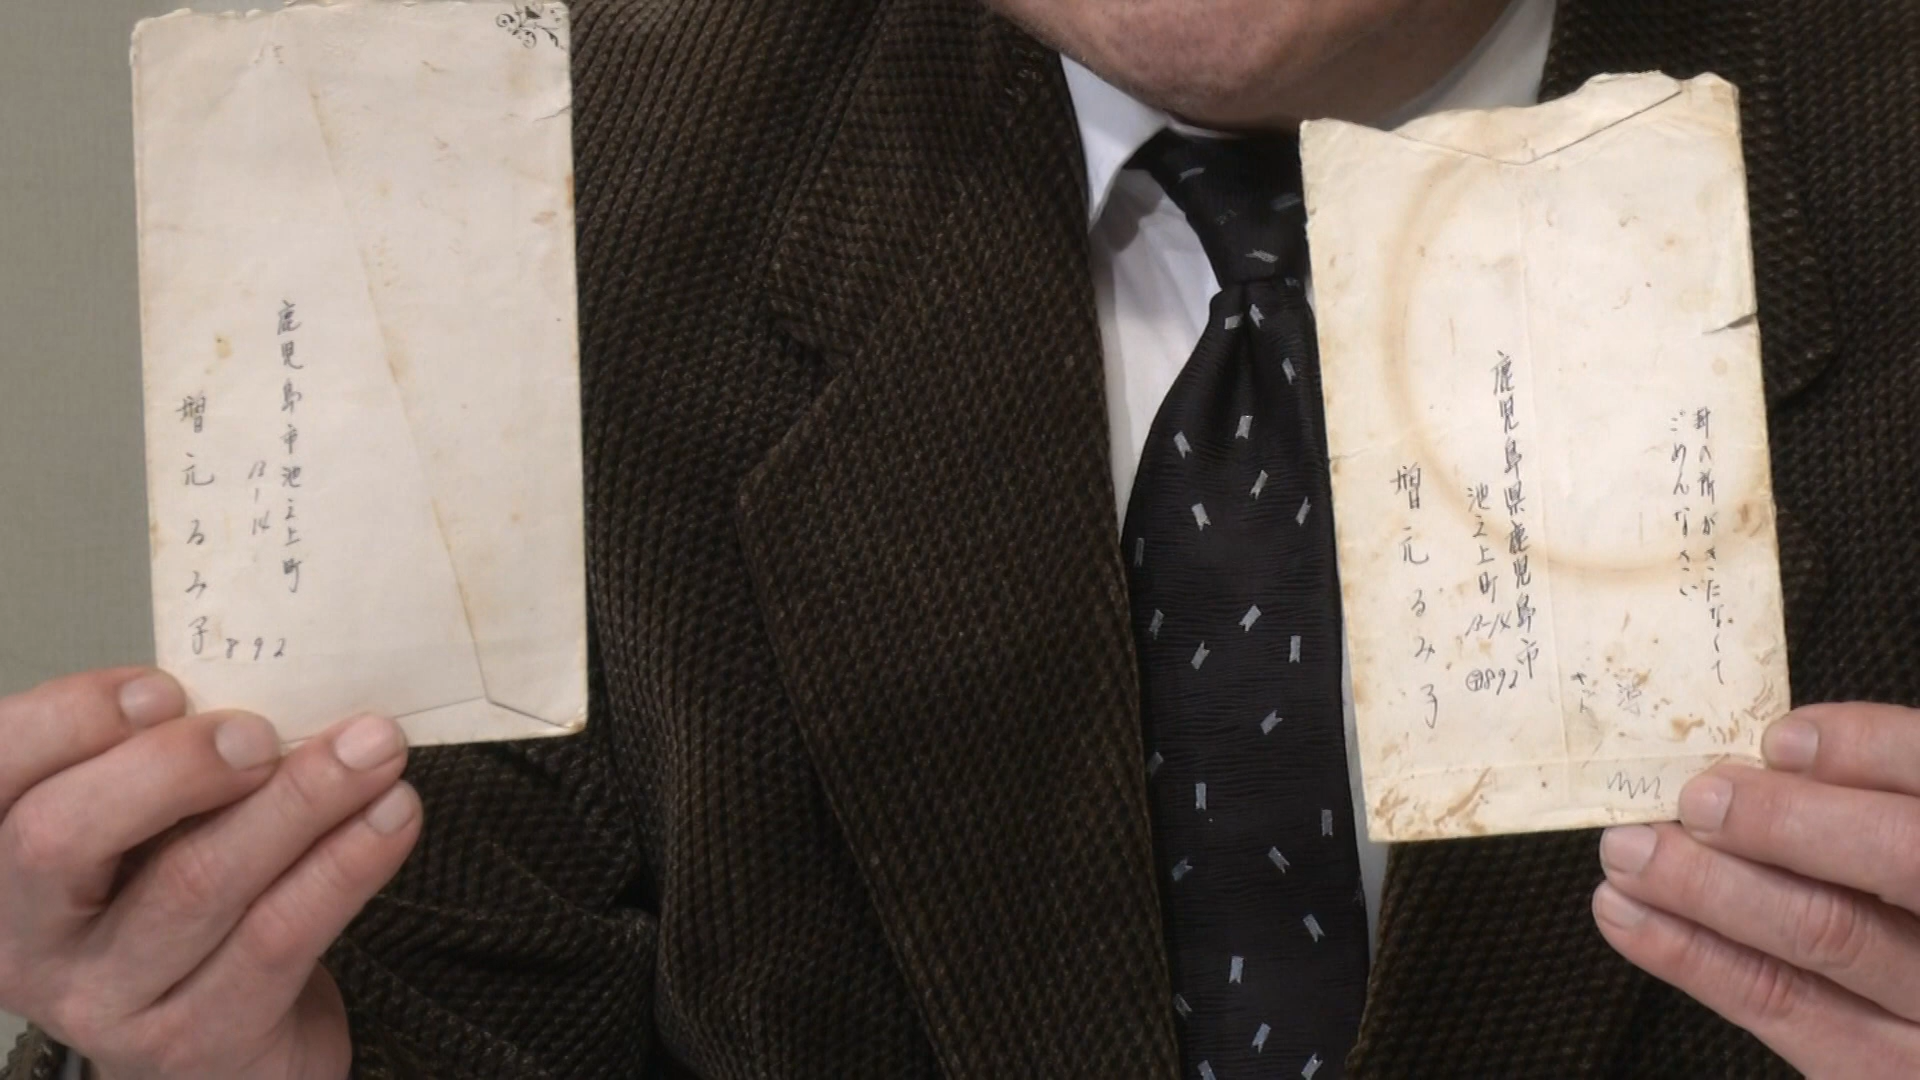 鹿児島市池之上町
13-14
増元るみ子
892
封の所がきたなくて
ごめんなさい
鹿児島県鹿児島市
池之上町13-14
〒892
増元るみ子